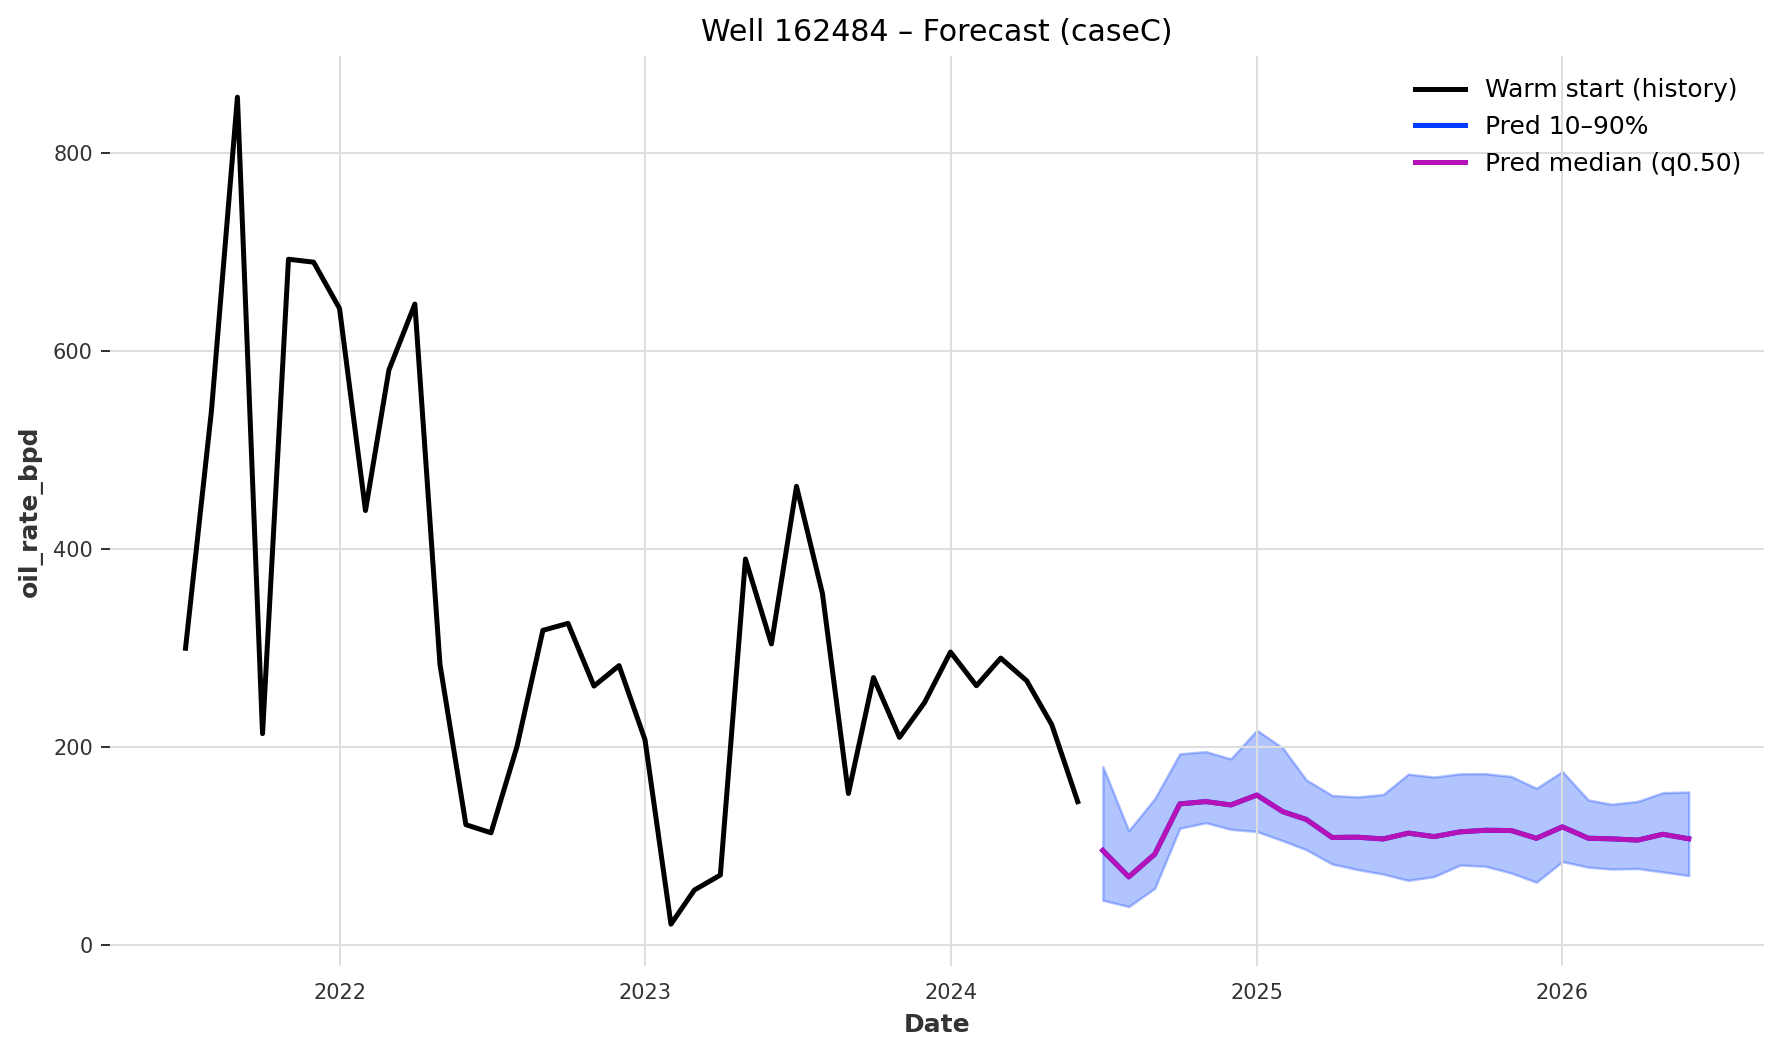 Well 162484 – Forecast (caseC)
Warm start (history)
Pred 10–90%
Pred median (q0.50)
oil_rate_bpd
800
600
400
200
0
2022
2023
2024
2025
2026
Date